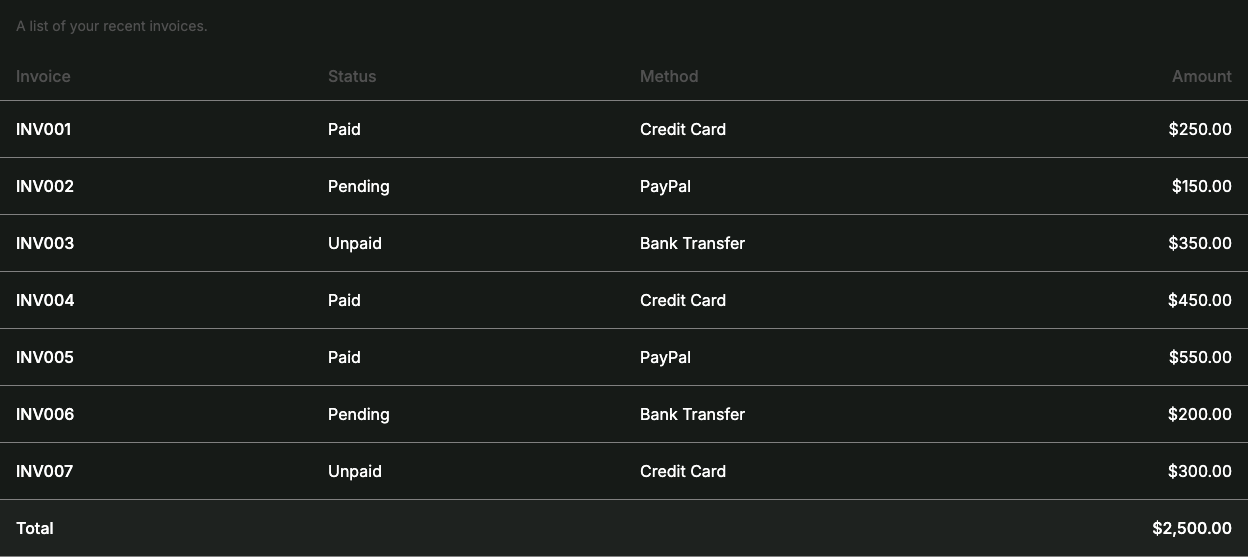 A list of your recent invoices.
Invoice Status Method Amount
INV001 Paid Credit Card $250.00
INV002 Pending PayPal $150.00
INV003 Unpaid Bank Transfer $350.00
INV004 Paid Credit Card $450.00
INV005 Paid PayPal $550.00
INV006 Pending Bank Transfer $200.00
INV007 Unpaid Credit Card $300.00
Total $2,500.00